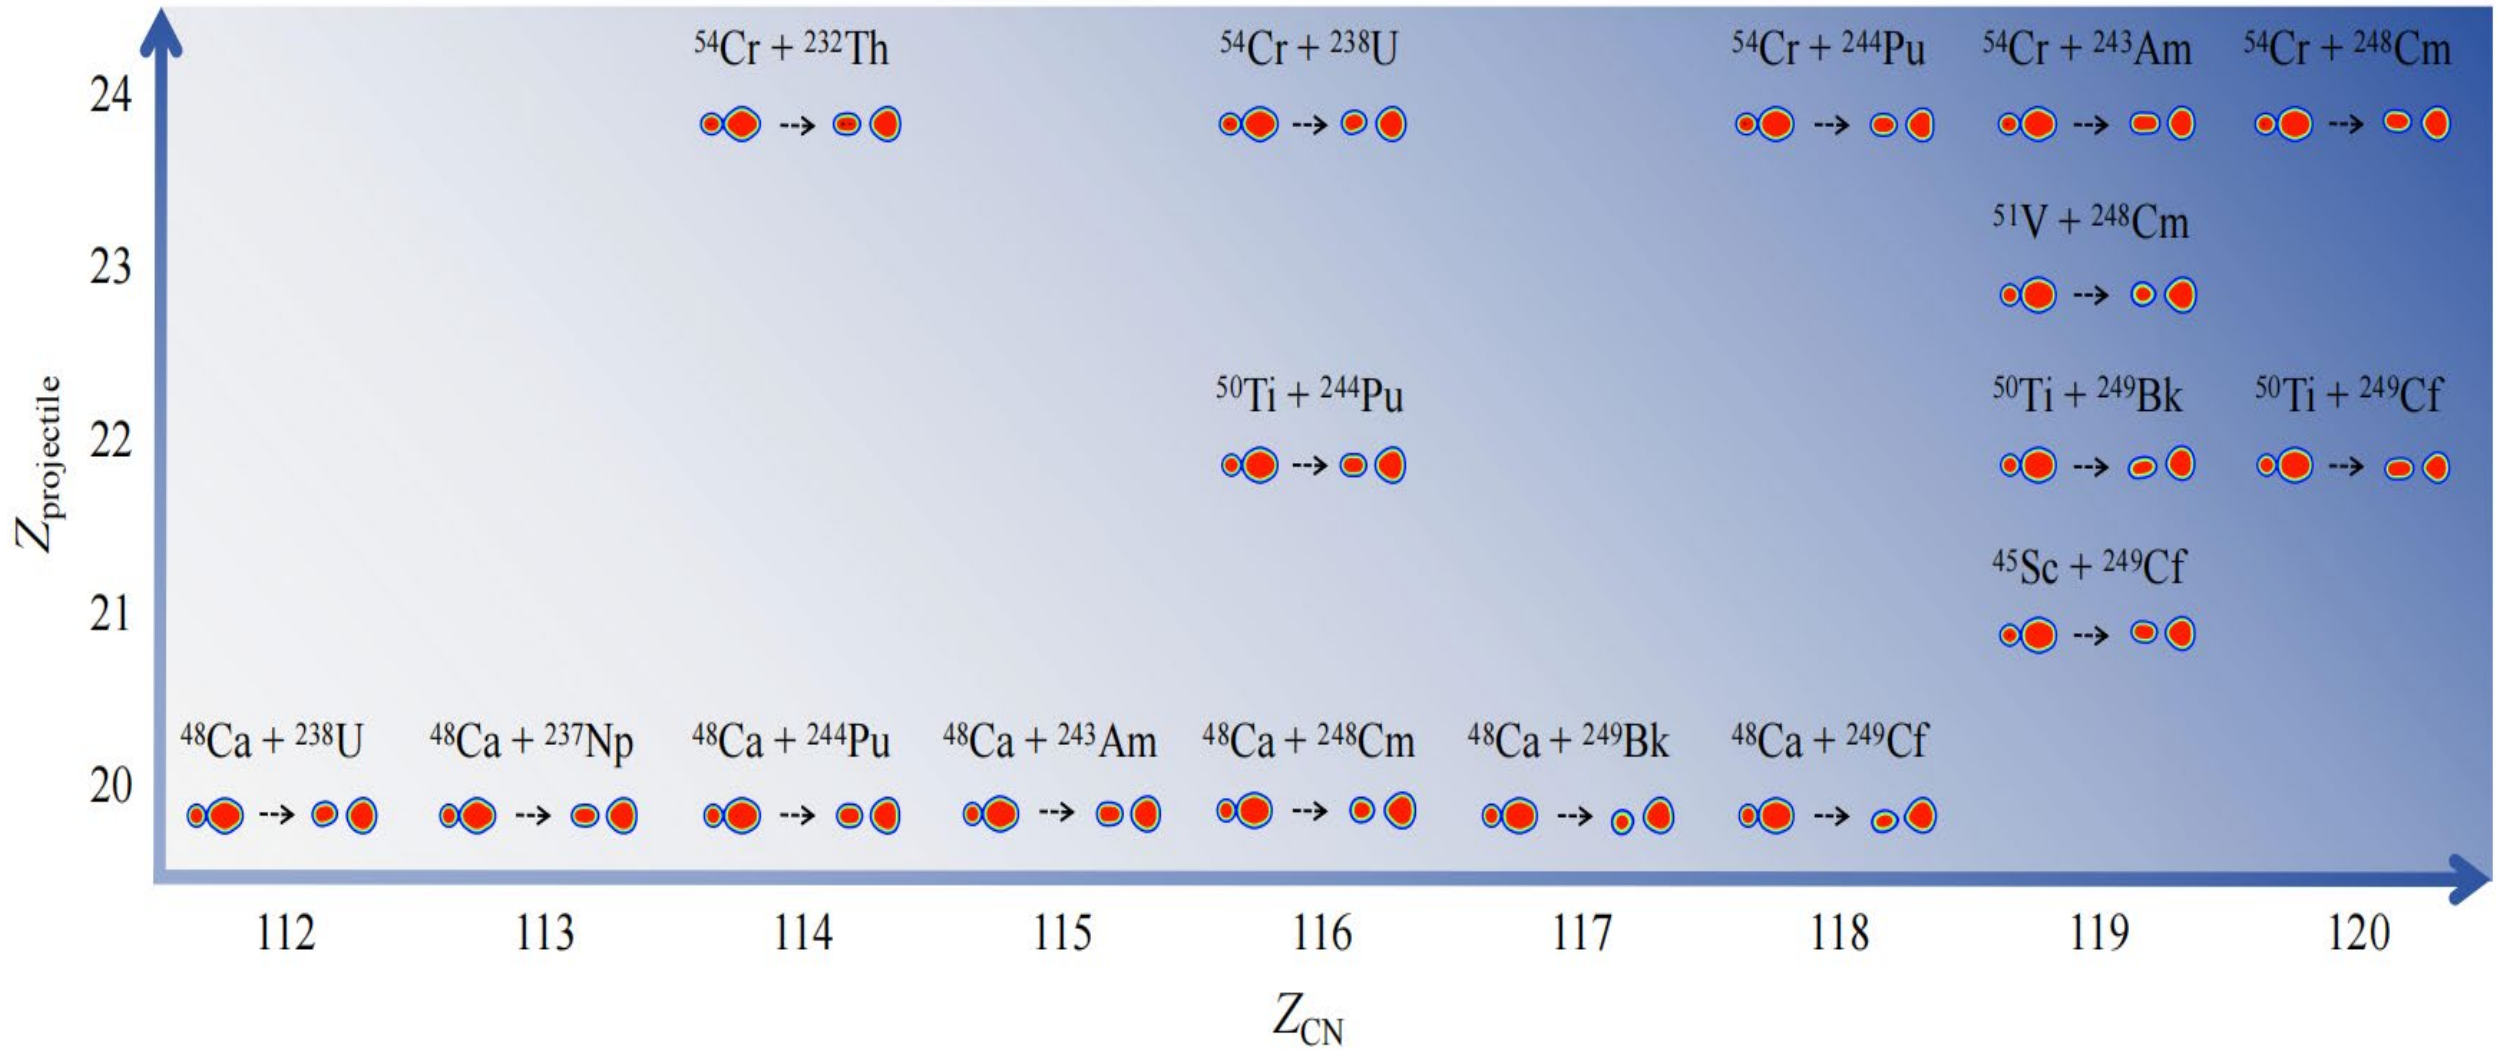 24
⁵⁴Cr + ²³²Th
⁵⁴Cr + ²³⁸U
⁵⁴Cr + ²⁴⁴Pu
⁵⁴Cr + ²⁴³Am
⁵⁴Cr + ²⁴⁸Cm
23
⁵¹V + ²⁴⁸Cm
22
⁵⁰Ti + ²⁴⁴Pu
⁵⁰Ti + ²⁴⁹Bk
⁵⁰Ti + ²⁴⁹Cf
21
⁴⁵Sc + ²⁴⁹Cf
20
⁴⁸Ca + ²³⁸U
⁴⁸Ca + ²³⁷Np
⁴⁸Ca + ²⁴⁴Pu
⁴⁸Ca + ²⁴³Am
⁴⁸Ca + ²⁴⁸Cm
⁴⁸Ca + ²⁴⁹Bk
⁴⁸Ca + ²⁴⁹Cf
Zprojectile
112 113 114 115 116 117 118 119 120
ZCN